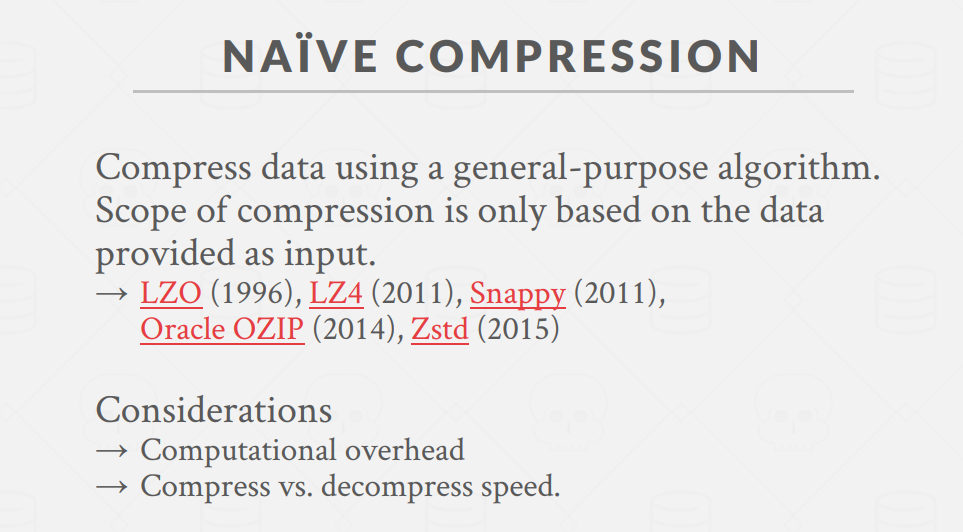 NAÏVE COMPRESSION
Compress data using a general-purpose algorithm.
Scope of compression is only based on the data
provided as input.
→ LZO (1996), LZ4 (2011), Snappy (2011),
Oracle OZIP (2014), Zstd (2015)
Considerations
→ Computational overhead
→ Compress vs. decompress speed.